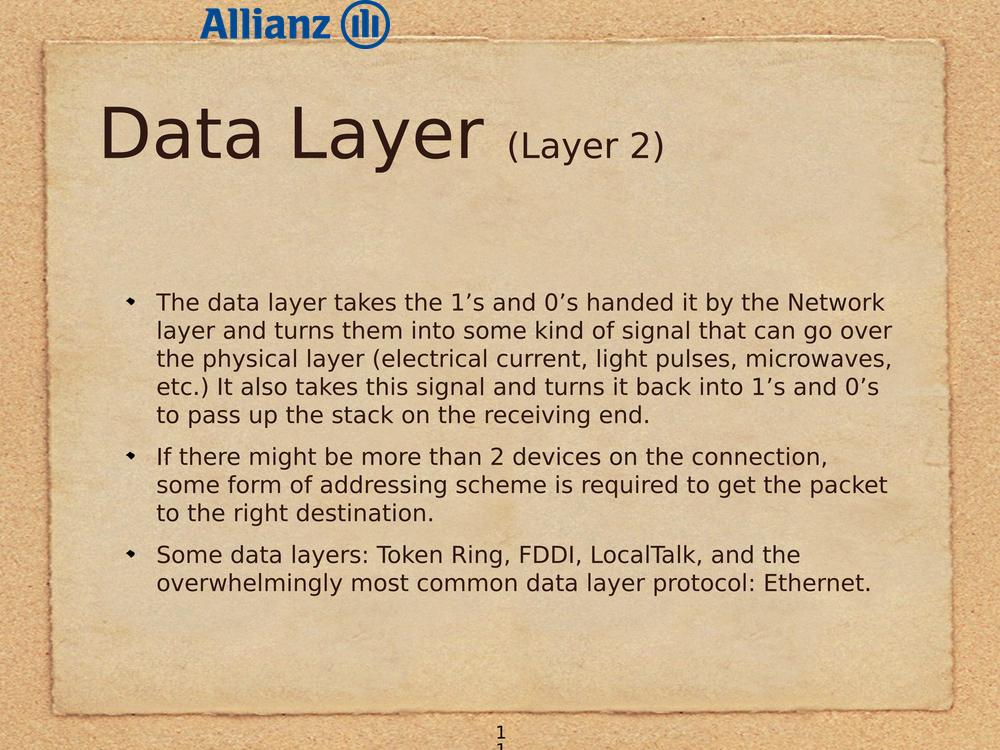 Allianz
Data Layer (Layer 2)
The data layer takes the 1’s and 0’s handed it by the Network
layer and turns them into some kind of signal that can go over
the physical layer (electrical current, light pulses, microwaves,
etc.) It also takes this signal and turns it back into 1’s and 0’s
to pass up the stack on the receiving end.
If there might be more than 2 devices on the connection,
some form of addressing scheme is required to get the packet
to the right destination.
Some data layers: Token Ring, FDDI, LocalTalk, and the
overwhelmingly most common data layer protocol: Ethernet.
1
1